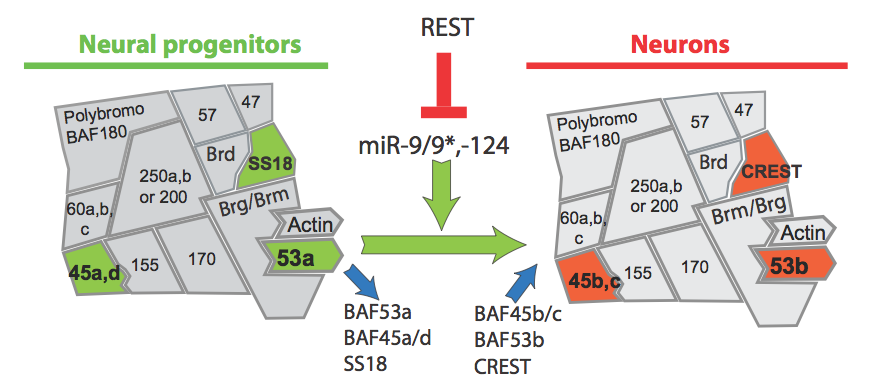 REST
Neural progenitors
Neurons
Polybromo
BAF180
57
47
Brd
SS18
250a,b
or 200
60a,b,
c
Brg/Brm
Actin
53a
45a,d
155
170
miR-9/9*,-124
BAF53a
BAF45a/d
SS18
BAF45b/c
BAF53b
CREST
Polybromo
BAF180
57
47
Brd
CREST
250a,b
or 200
60a,b,
c
Brm/Brg
Actin
53b
45b,c
155
170